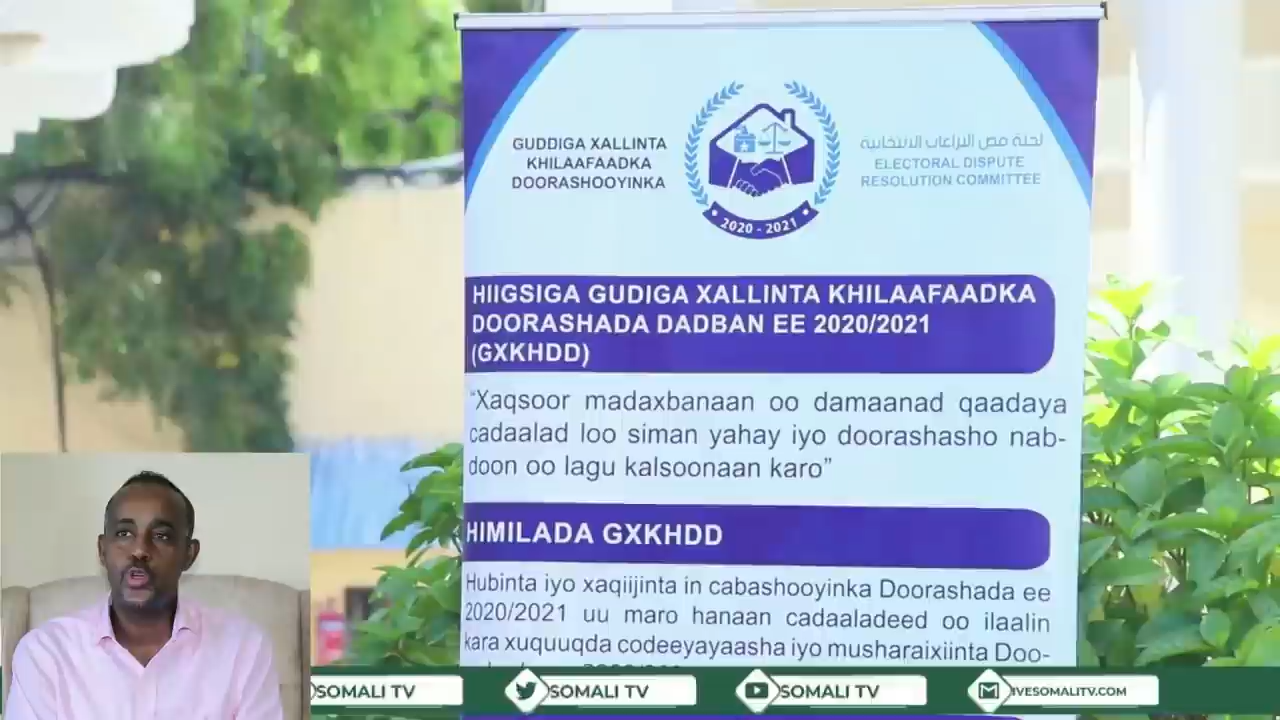 GUDDIGA XALLINTA
KHILAAFAADKA
DOORASHOOYINKA
لجنة فض النزاعات الانتخابية
ELECTORAL DISPUTE
RESOLUTION COMMITTEE
2020 - 2021
HIIGSIGA GUDIGA XALLINTA KHILAAFAADKA
DOORASHADA DADBAN EE 2020/2021
(GXKHDD)
"Xaqsoor madaxbanaan oo damaanad qaadaya
cadaalad loo siman yahay iyo doorashasho nab-
doon oo lagu kalsoonaan karo"
HIMILADA GXKHDD
Hubinta iyo xaqiijinta in cabashooyinka Doorashada ee
2020/2021 uu maro hanaan cadaaladeed oo ilaalin
kara xuquuqda codeeyayaasha iyo musharaixiinta Doo-
SOMALI TV
SOMALI TV
SOMALI TV
IVESOMALITV.COM